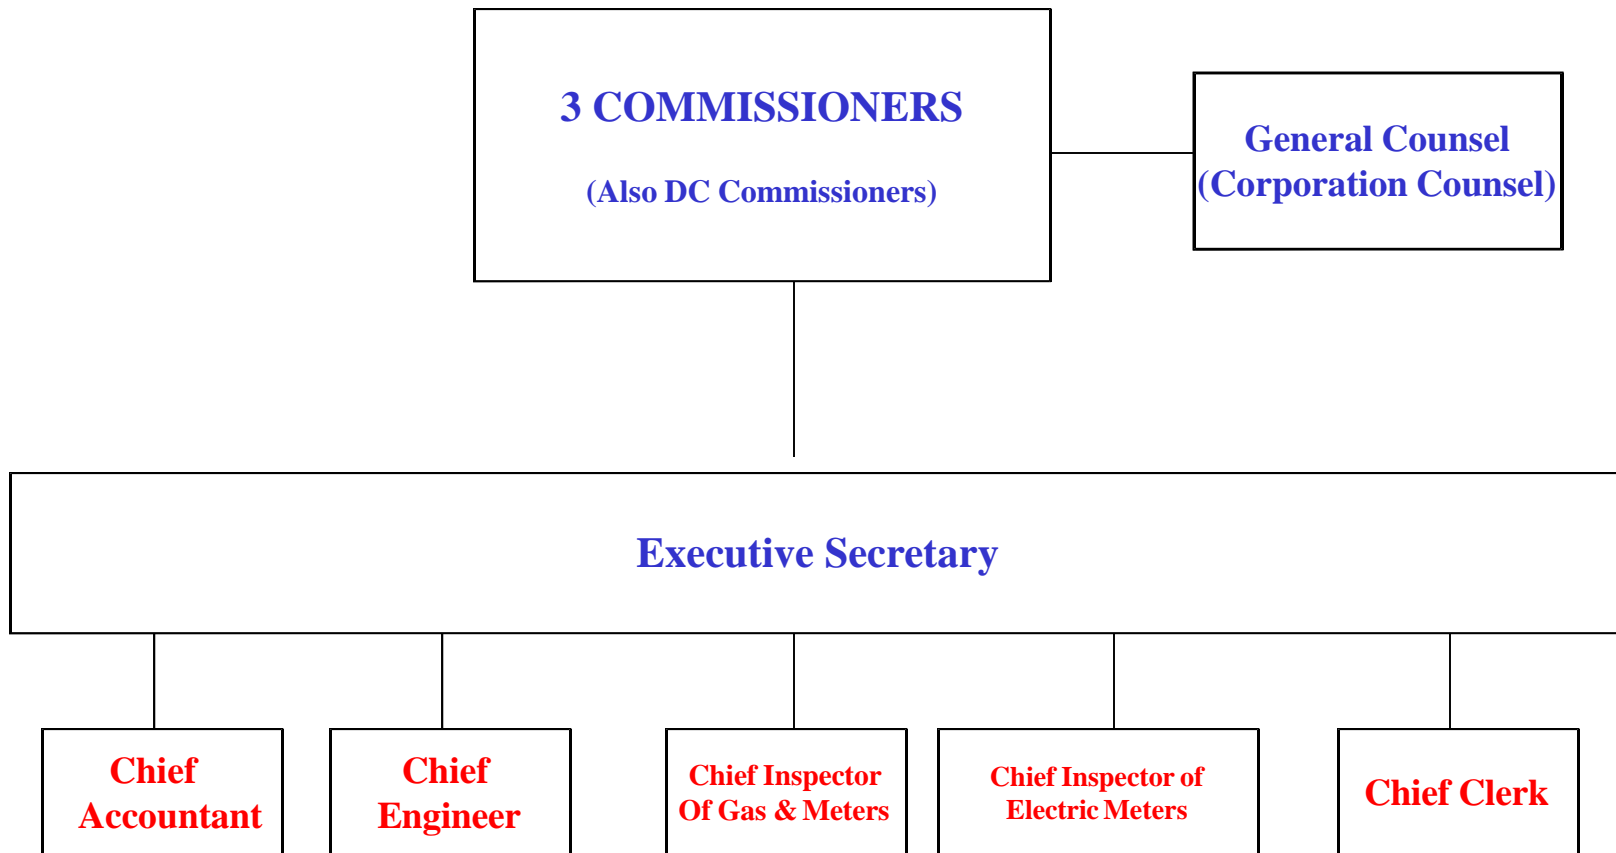 3 COMMISSIONERS
(Also DC Commissioners)
General Counsel
(Corporation Counsel)
Executive Secretary
Chief
Accountant
Chief
Engineer
Chief Inspector
Of Gas & Meters
Chief Inspector of
Electric Meters
Chief Clerk